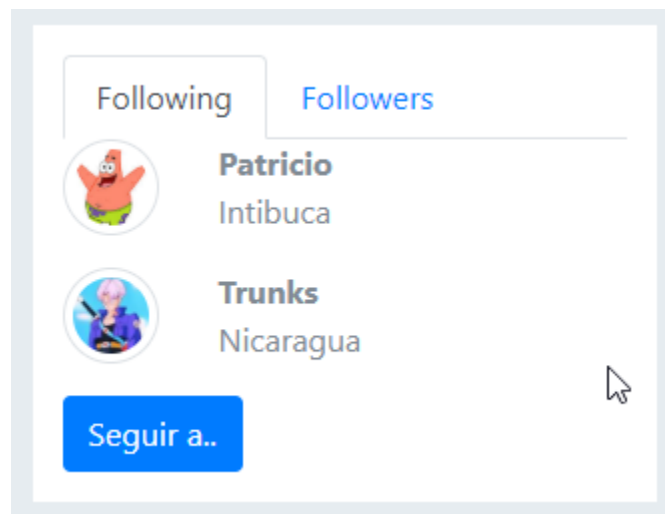 Following Followers
Patricio
Intibuca
Trunks
Nicaragua
Seguir a..